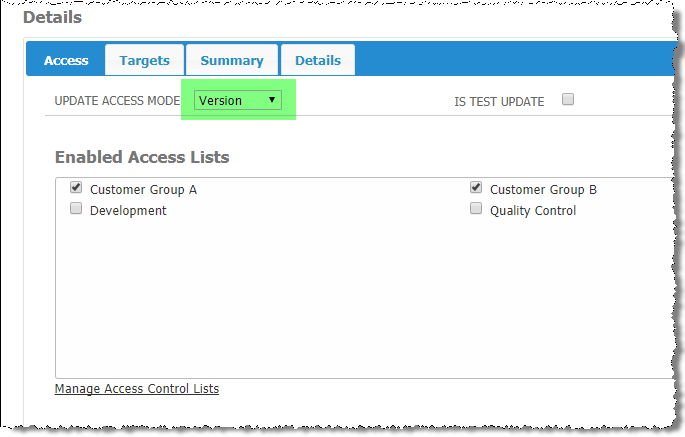 Details
Access Targets Summary Details
UPDATE ACCESS MODE Version IS TEST UPDATE
Enabled Access Lists
Customer Group A Customer Group B
Development Quality Control
Manage Access Control Lists